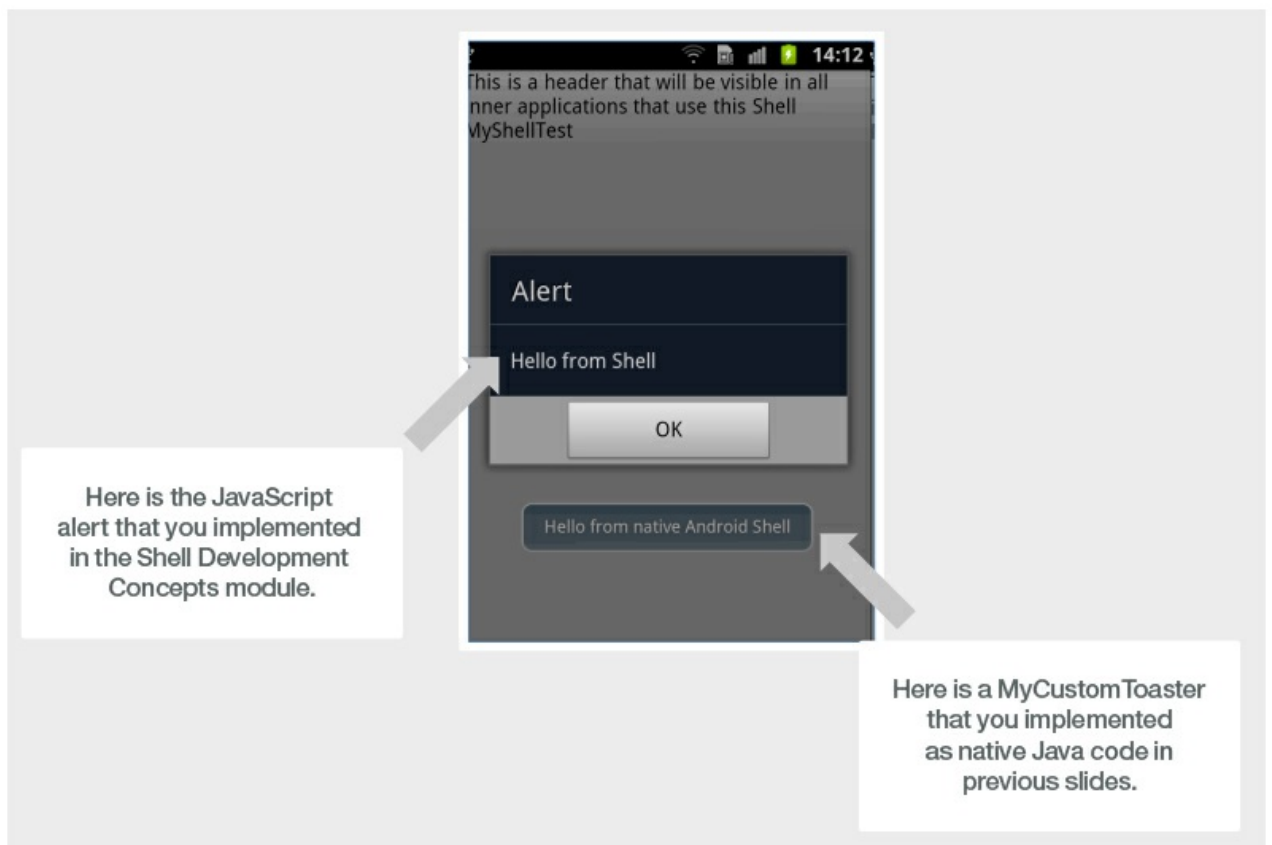 14:12
This is a header that will be visible in all
nner applications that use this Shell
MyShellTest
Alert
Hello from Shell
OK
Hello from native Android Shell
Here is the JavaScript
alert that you implemented
in the Shell Development
Concepts module.
Here is a MyCustomToaster
that you implemented
as native Java code in
previous slides.